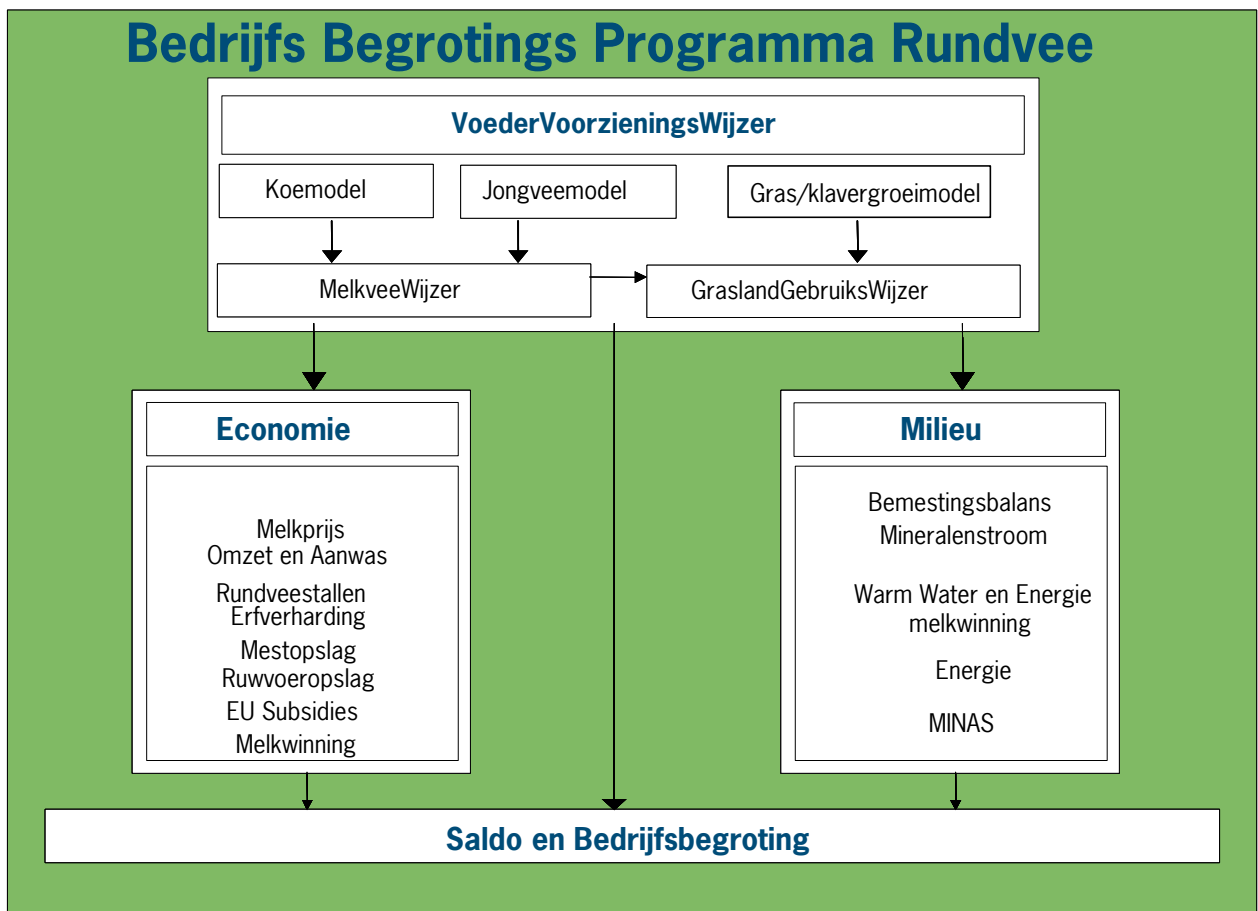 Bedrijfs Begrotings Programma Rundvee
VoederVoorzieningsWijzer
Koemodel
Jongveemodel
Gras/klavergroeimodel
MelkveeWijzer
GraslandGebruiksWijzer
Economie
Melkprijs
Omzet en Aanwas
Rundveestallen
Erfverharding
Mestopslag
Ruwvoeropslag
EU Subsidies
Melkwinning
Milieu
Bemestingsbalans
Mineralenstroom
Warm Water en Energie
melkwinning
Energie
MINAS
Saldo en Bedrijfsbegroting